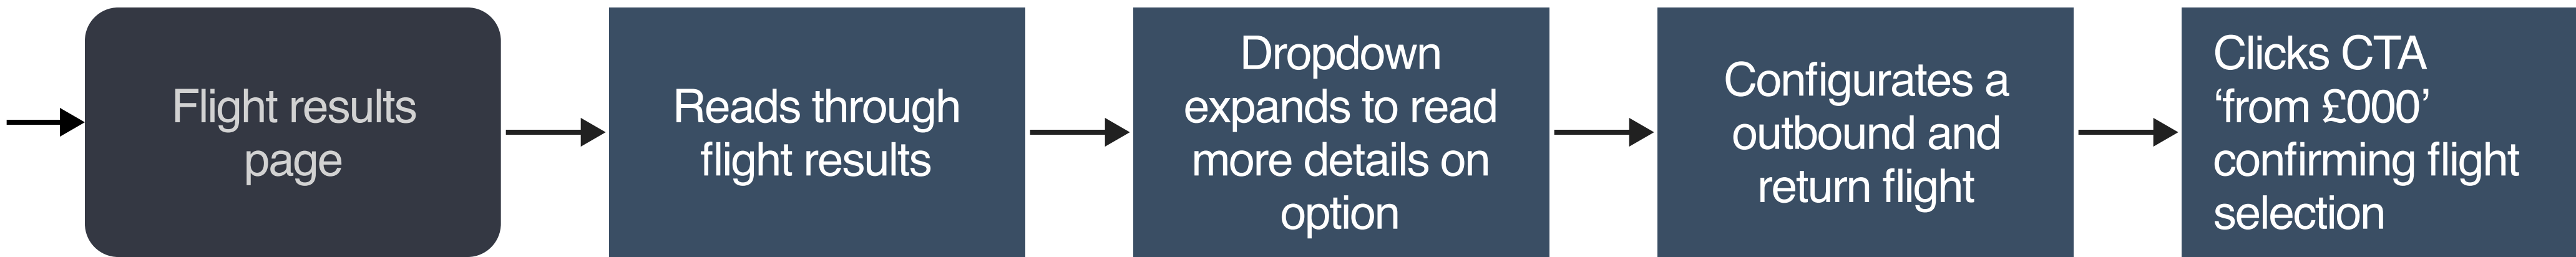 Flight results
page
Reads through
flight results
Dropdown
expands to read
more details on
option
Configurates a
outbound and
return flight
Clicks CTA
‘from £000’
confirming flight
selection